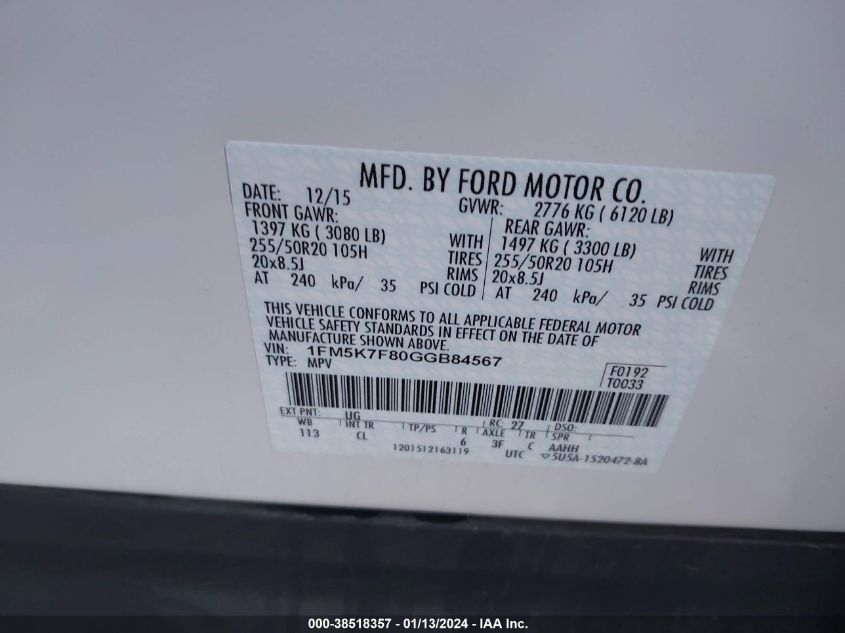 MFD. BY FORD MOTOR CO.
DATE: 12/15 GVWR: 2776 KG ( 6120 LB)
FRONT GAWR: REAR GAWR:
1397 KG ( 3080 LB) WITH 1497 KG ( 3300 LB) WITH
255/50R20 105H TIRES 255/50R20 105H TIRES
20x8.5J RIMS 20x8.5J RIMS
AT 240 kPa/ 35 PSI COLD AT 240 kPa/ 35 PSI COLD
THIS VEHICLE CONFORMS TO ALL APPLICABLE FEDERAL MOTOR
VEHICLE SAFETY STANDARDS IN EFFECT ON THE DATE OF
MANUFACTURE SHOWN ABOVE.
VIN: 1FM5K7F80GGB84567
TYPE: MPV
F0192
T0033
EXT PNT: UG RC: 27 DSO:
WB INT TR TP/PS R AXLE TR SPR
113 CL 6 3F C AAHH
1201512163119 UTC 5U5A-1520472-BA
000-38518357 - 01/13/2024 - IAA Inc.